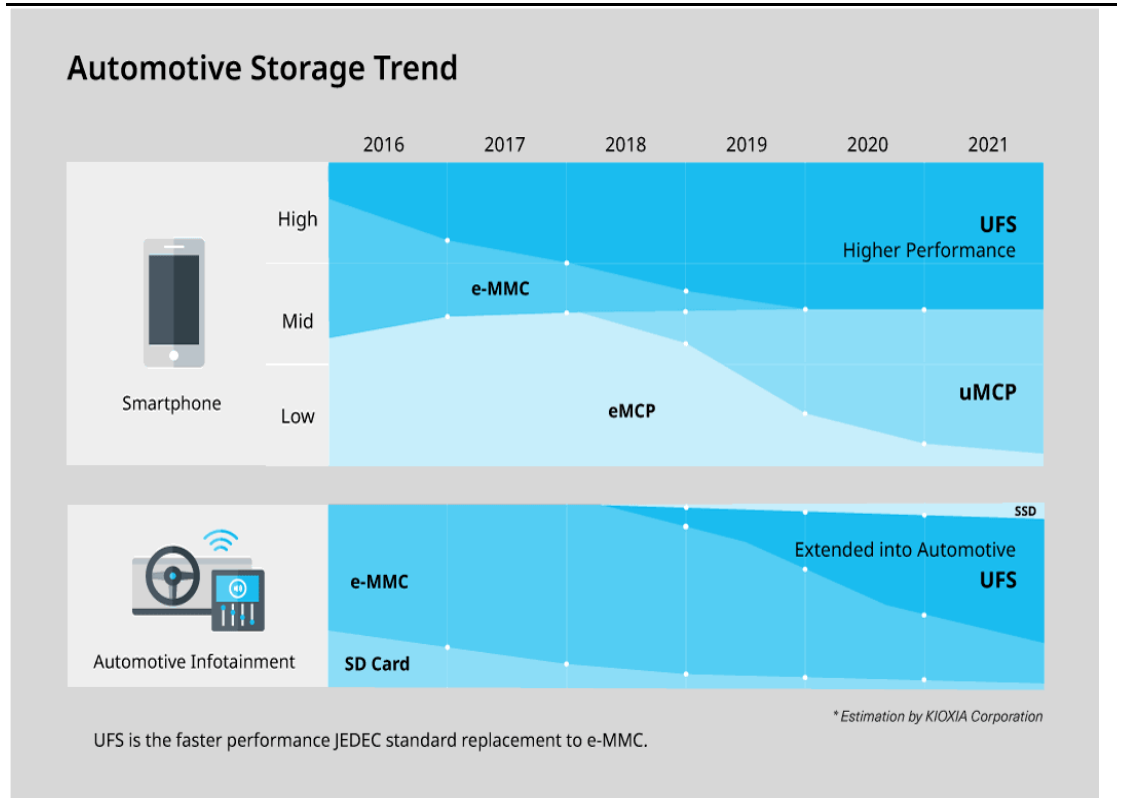 Automotive Storage Trend
2016 2017 2018 2019 2020 2021
High
Mid
Low
Smartphone
UFS
Higher Performance
e-MMC
eMCP
uMCP
SSD
Extended into Automotive
UFS
e-MMC
SD Card
Automotive Infotainment
* Estimation by KIOXIA Corporation
UFS is the faster performance JEDEC standard replacement to e-MMC.